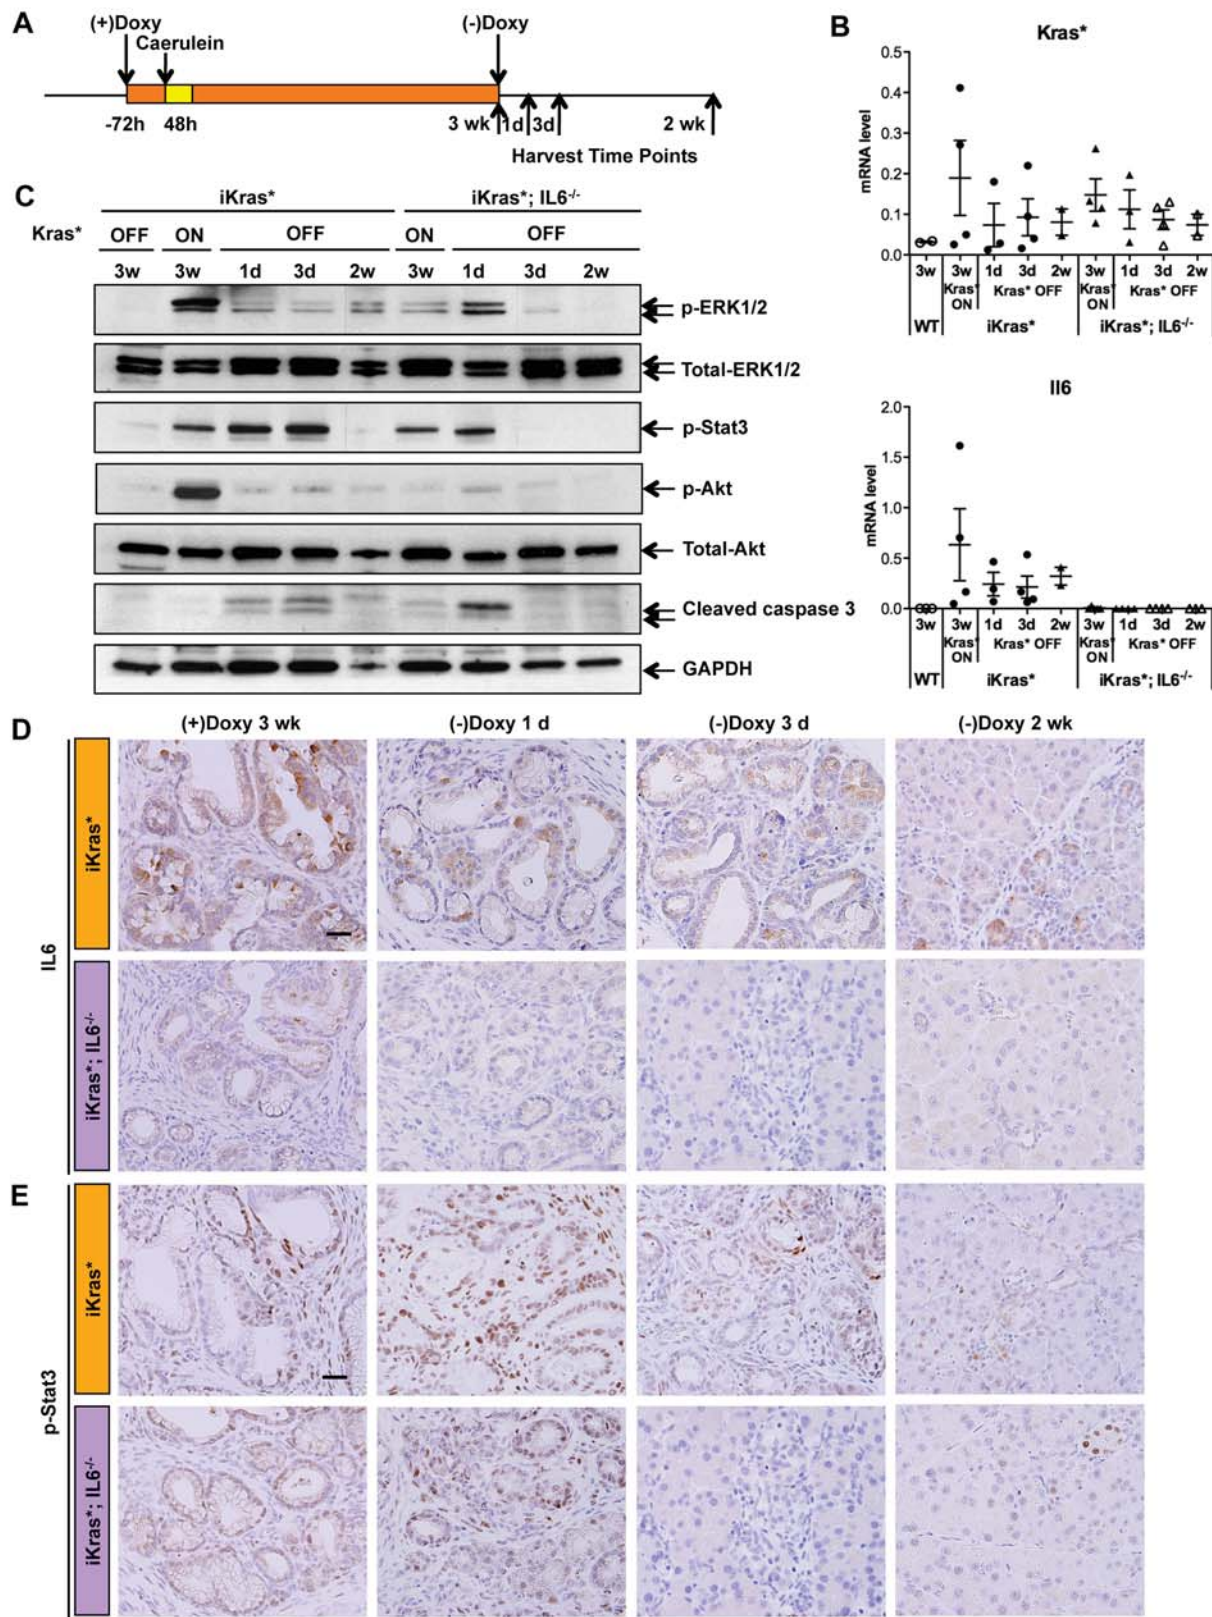 A
(+)Doxy
(-)Doxy
Caerulein
-72h
48h
3 wk
1d
3d
2 wk
Harvest Time Points
B
Kras*
0.5
0.4
0.3
0.2
0.1
0.0
mRNA level
3w 3w 1d 3d 2w 3w 1d 3d 2w
Kras* ON
Kras* OFF
Kras* ON
Kras* OFF
WT
iKras*
iKras*; IL6-/-
Il6
2.0
1.5
1.0
0.5
0.0
mRNA level
3w 3w 1d 3d 2w 3w 1d 3d 2w
Kras* ON
Kras* OFF
Kras* ON
Kras* OFF
WT
iKras*
iKras*; IL6-/-
C
iKras*
iKras*; IL6-/-
Kras*
OFF ON OFF ON OFF
3w 3w 1d 3d 2w 3w 1d 3d 2w
p-ERK1/2
Total-ERK1/2
p-Stat3
p-Akt
Total-Akt
Cleaved caspase 3
GAPDH
D
(+)Doxy 3 wk
(-)Doxy 1 d
(-)Doxy 3 d
(-)Doxy 2 wk
IL6
iKras*
iKras*; IL6-/-
E
p-Stat3
iKras*
iKras*; IL6-/-